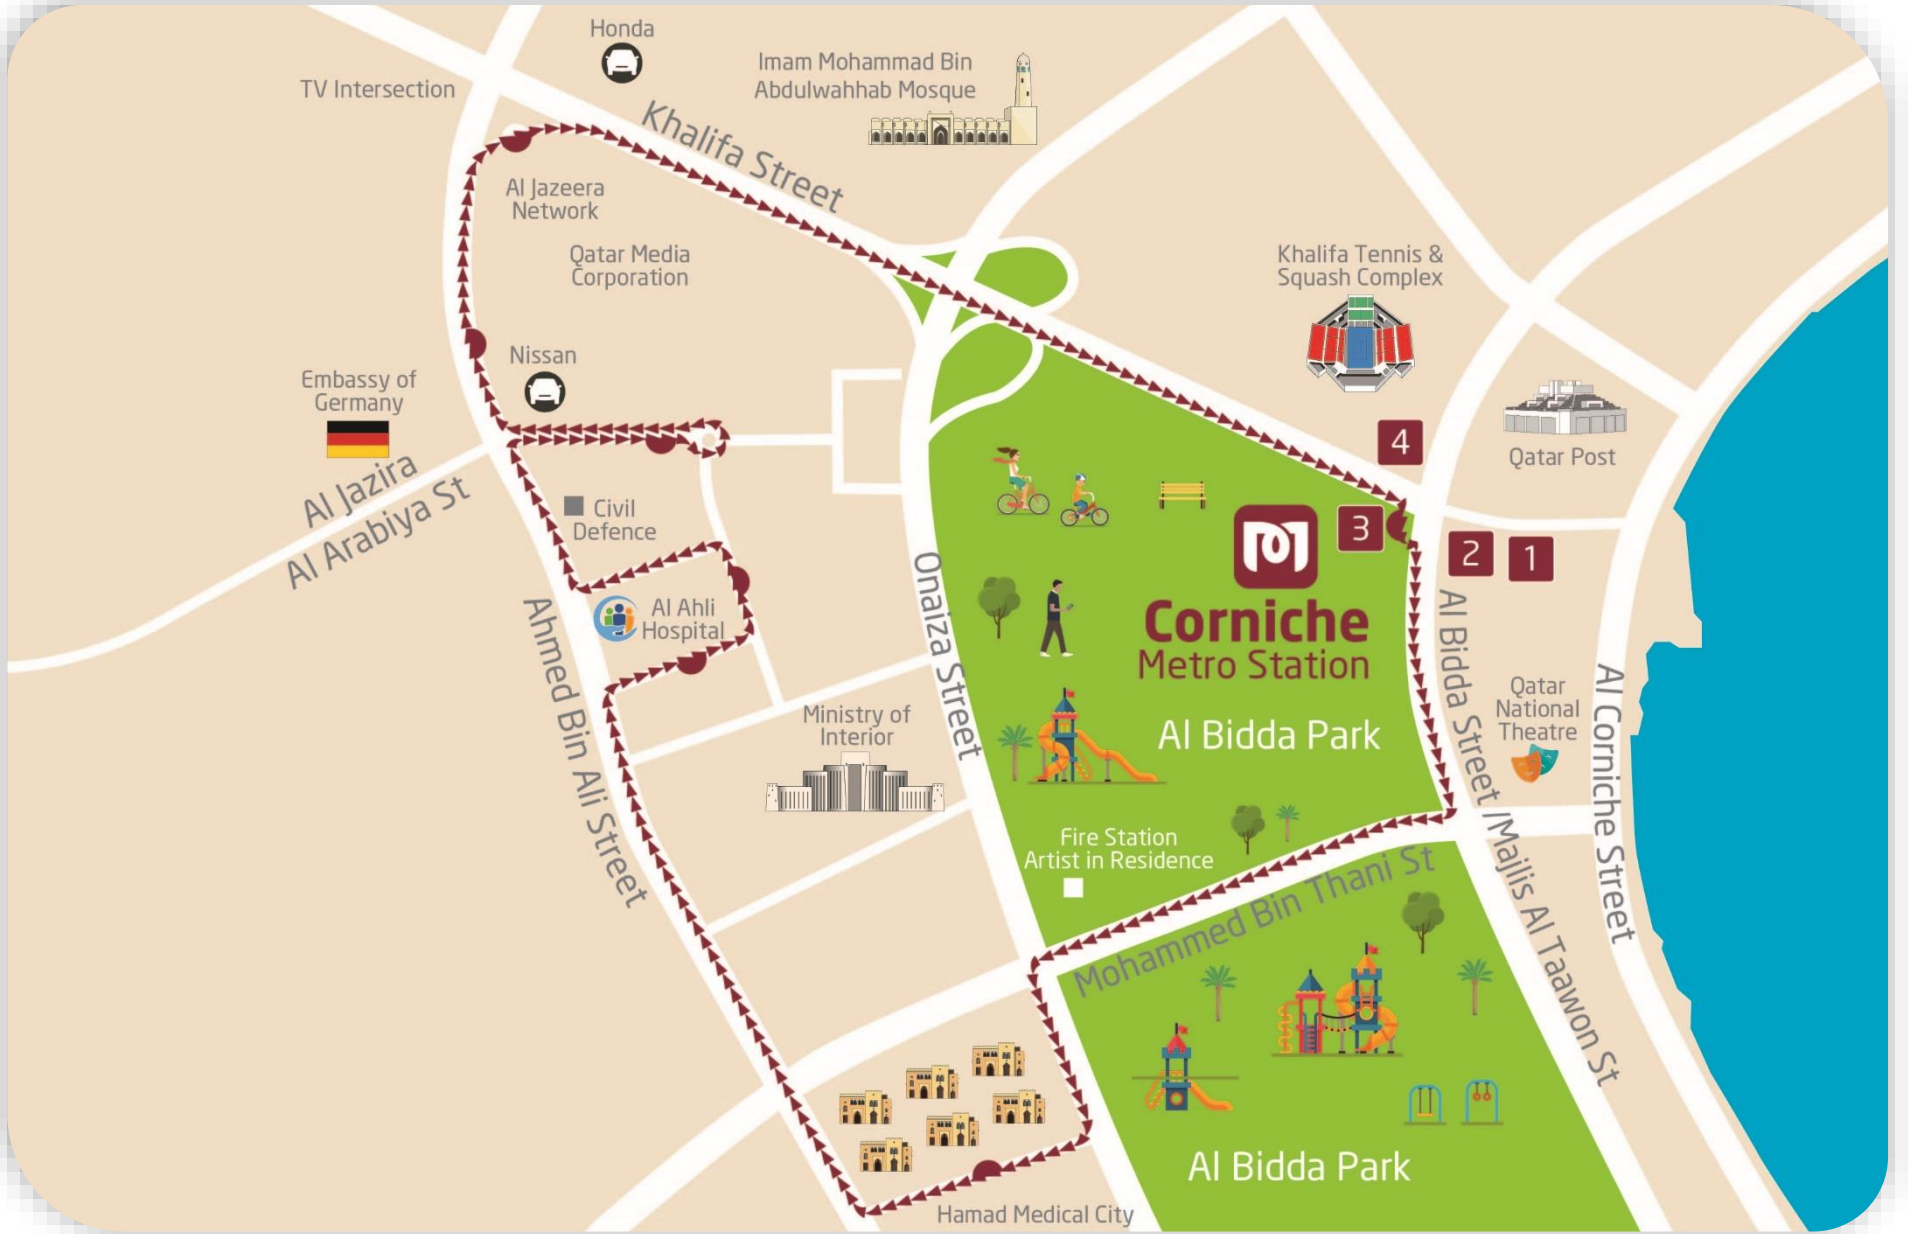 Honda
TV Intersection
Imam Mohammad Bin
Abdulwahhab Mosque
Khalifa Street
Al Jazeera
Network
Qatar Media
Corporation
Khalifa Tennis &
Squash Complex
Nissan
Embassy of
Germany
Al Jazira
Al Arabiya St
4
Qatar Post
Civil
Defence
3
2
1
Corniche
Metro Station
Al Ahli
Hospital
Ahmed Bin Ali Street
Onaiza Street
Al Bidda Street /Majlis Al Taawon St
Al Corniche Street
Qatar
National
Theatre
Ministry of
Interior
Al Bidda Park
Fire Station
Artist in Residence
Mohammed Bin Thani St
Al Bidda Park
Hamad Medical City